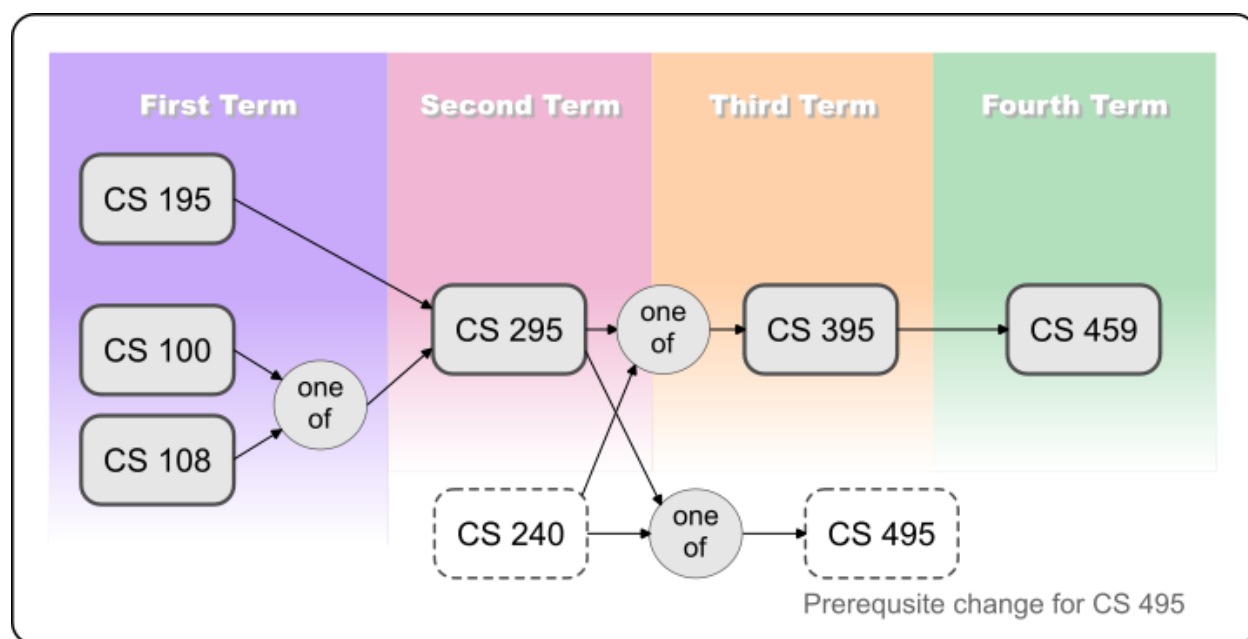 First Term
Second Term
Third Term
Fourth Term
CS 195
CS 100
CS 108
one
of
CS 295
one
of
CS 395
CS 459
CS 240
one
of
CS 495
Prerequsite change for CS 495